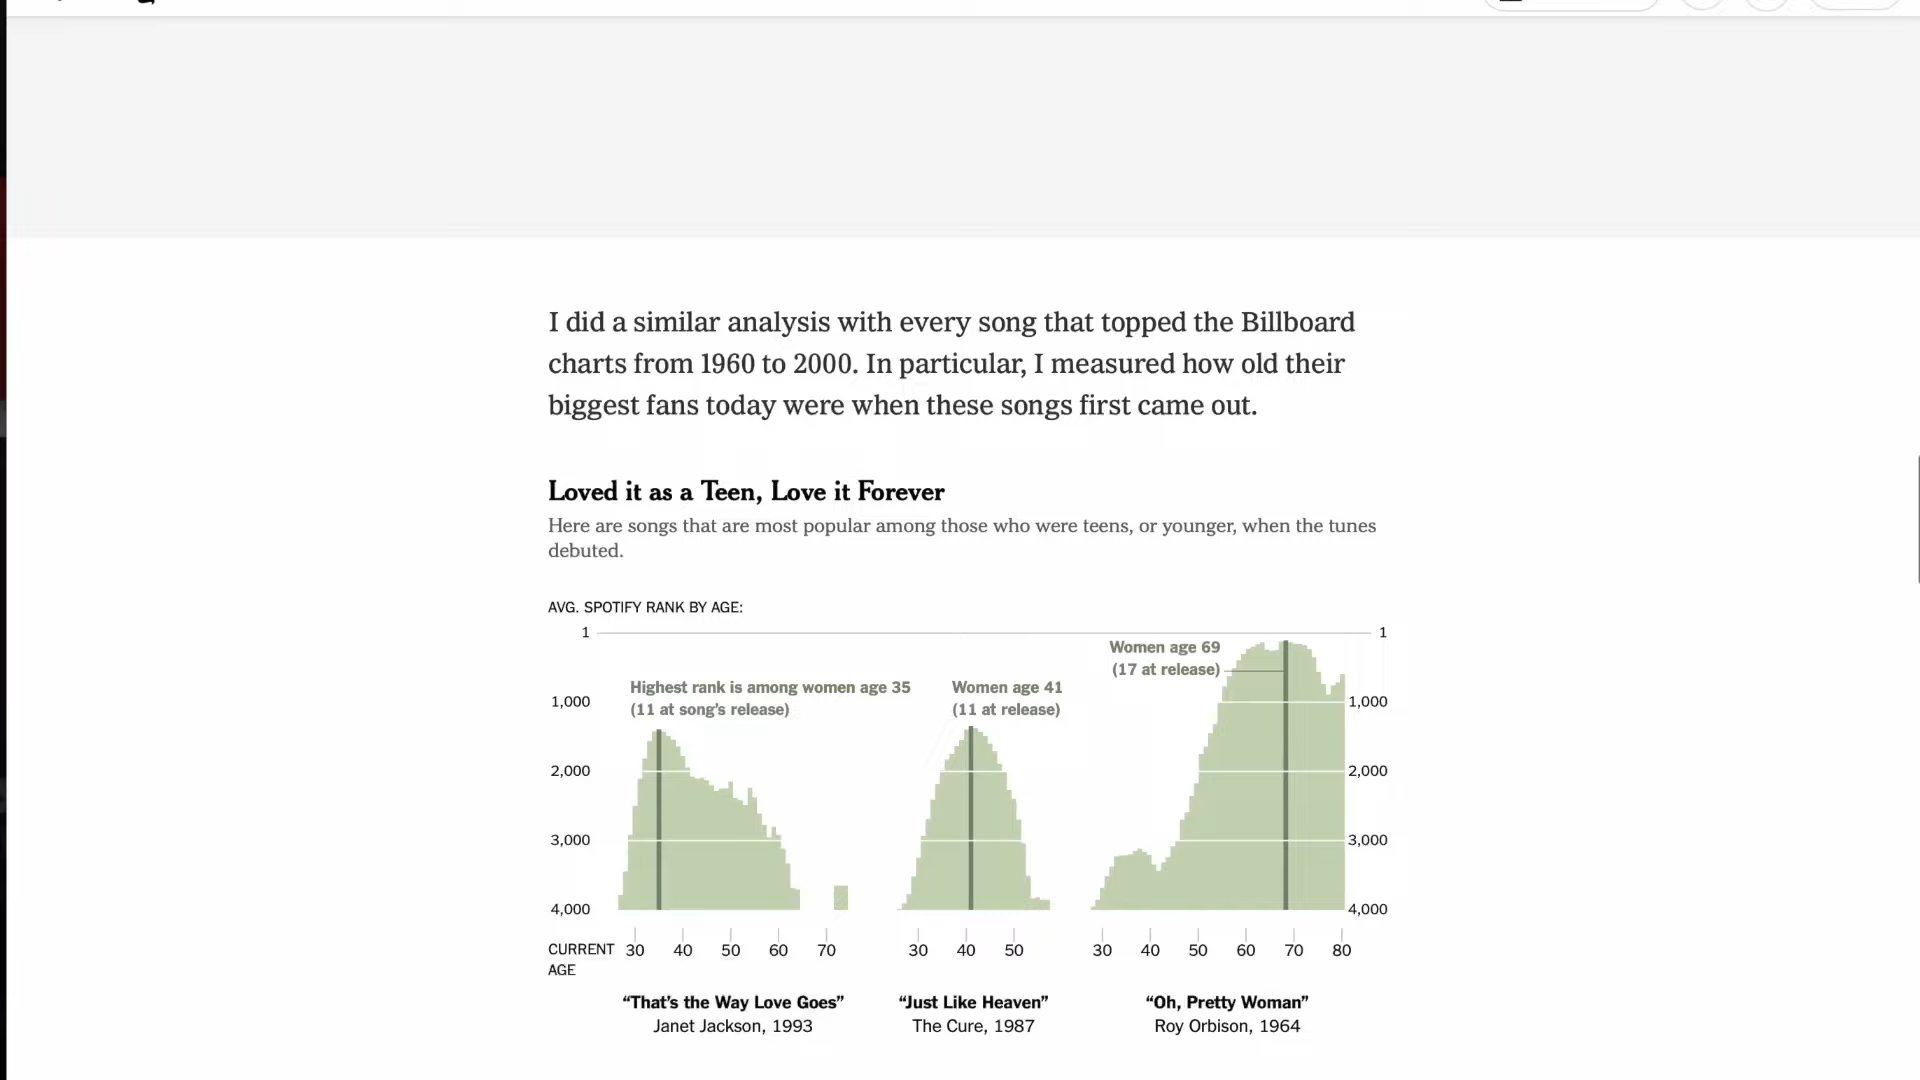 I did a similar analysis with every song that topped the Billboard
charts from 1960 to 2000. In particular, I measured how old their
biggest fans today were when these songs first came out.
Loved it as a Teen, Love it Forever
Here are songs that are most popular among those who were teens, or younger, when the tunes
debuted.
AVG. SPOTIFY RANK BY AGE:
1 1
Women age 69
(17 at release)
Highest rank is among women age 35
(11 at song’s release)
Women age 41
(11 at release)
1,000 1,000
2,000 2,000
3,000 3,000
4,000 4,000
CURRENT
AGE
30 40 50 60 70
30 40 50
30 40 50 60 70 80
“That’s the Way Love Goes”
Janet Jackson, 1993
“Just Like Heaven”
The Cure, 1987
“Oh, Pretty Woman”
Roy Orbison, 1964